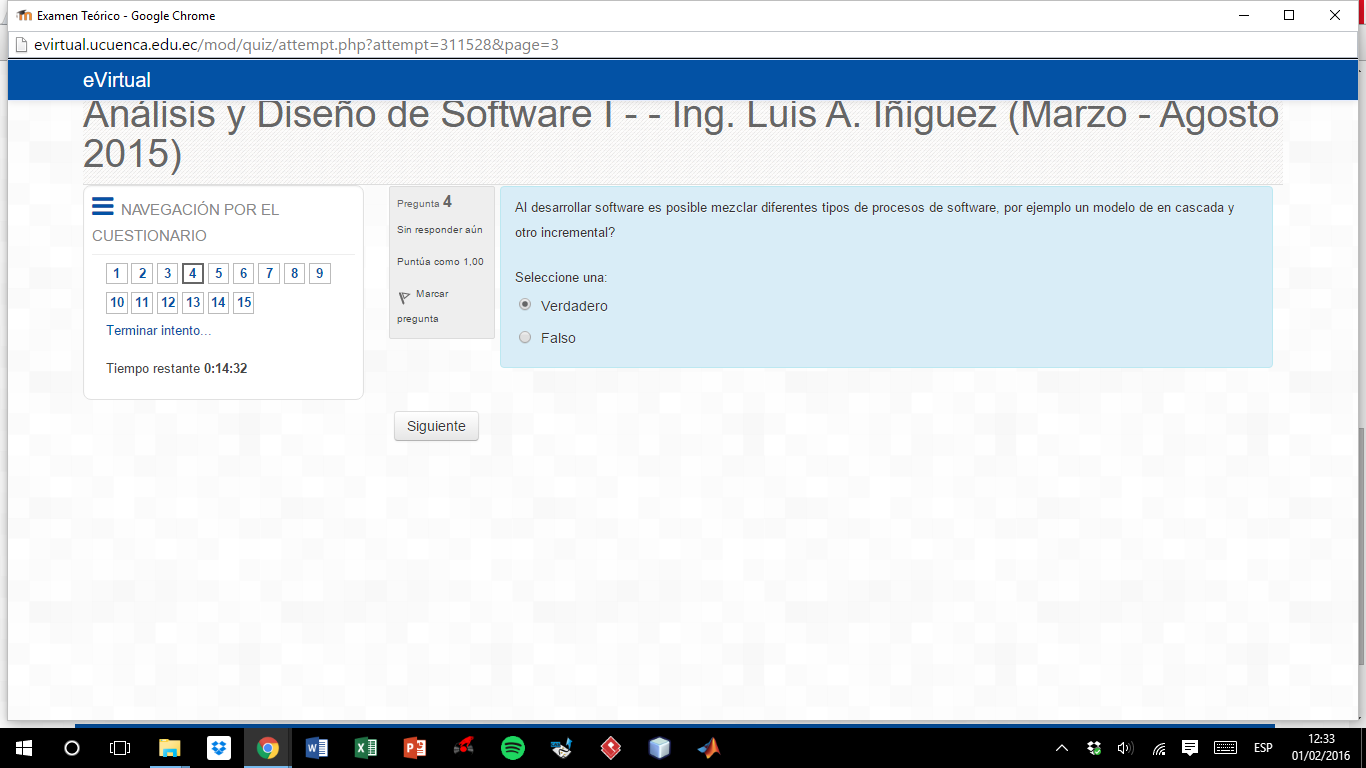 Examen Teórico - Google Chrome
evirtual.ucuenca.edu.ec/mod/quiz/attempt.php?attempt=311528&page=3
eVirtual
Análisis y Diseño de Software I - - Ing. Luis A. Iñiguez (Marzo - Agosto
2015)
NAVEGACIÓN POR EL
CUESTIONARIO
1 2 3 4 5 6 7 8 9
10 11 12 13 14 15
Terminar intento...
Tiempo restante 0:14:32
Pregunta 4
Sin responder aún
Puntúa como 1,00
Marcar
pregunta
Al desarrollar software es posible mezclar diferentes tipos de procesos de software, por ejemplo un modelo de en cascada y
otro incremental?
Seleccione una:
Verdadero
Falso
Siguiente
ESP
12:33
01/02/2016